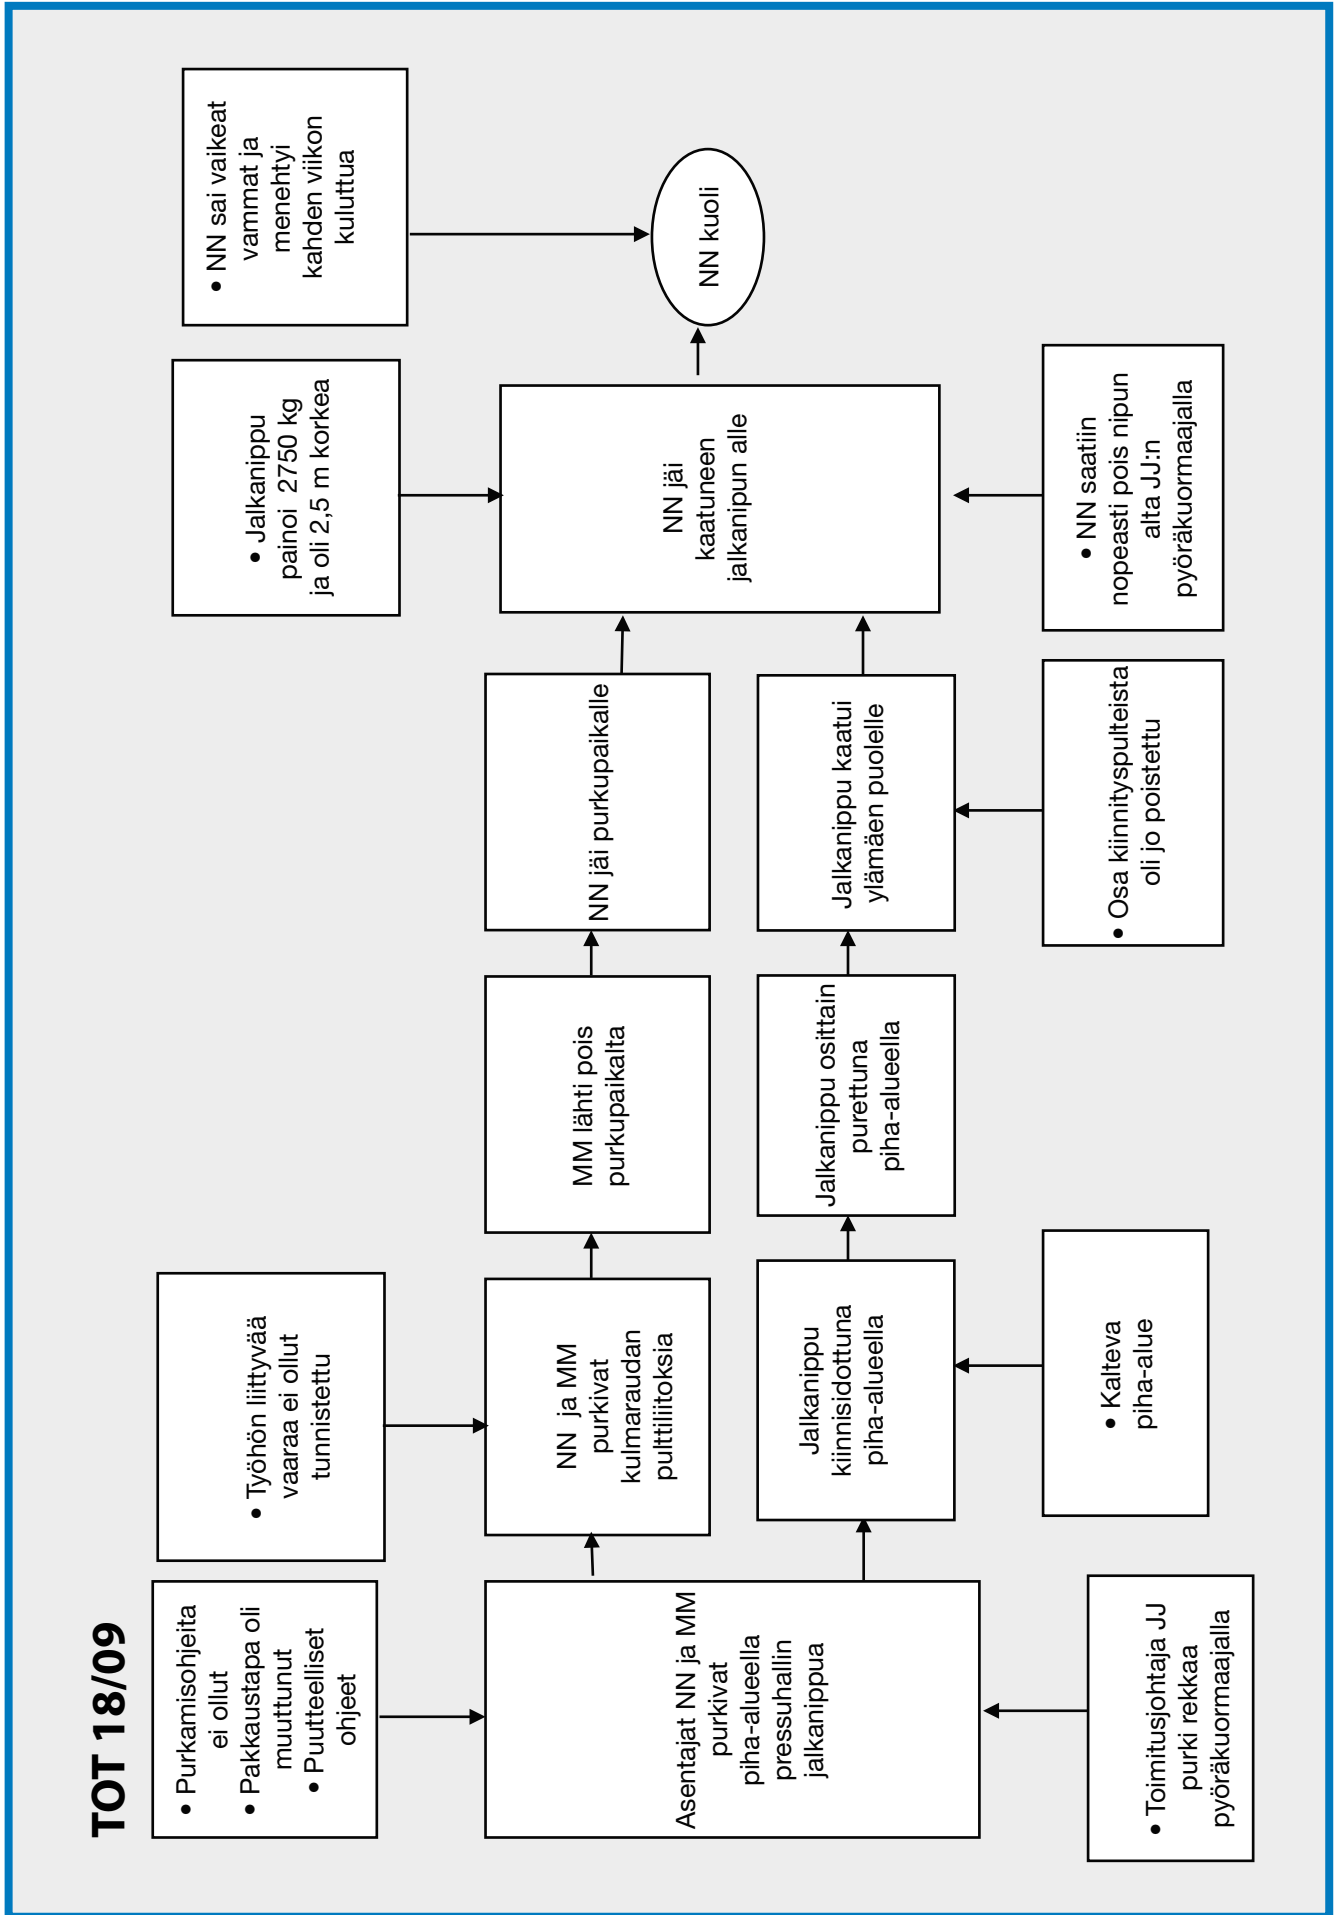 TOT 18/09
• Purkamisohjeita
ei ollut
• Pakkaustapa oli
muuttunut
• Puutteelliset
ohjeet
• Työhön liittyvää
vaaraa ei ollut
tunnistettu
• Jalkanippu
painoi 2750 kg
ja oli 2,5 m korkea
• NN sai vaikeat
vammat ja
menehtyi
kahden viikon
kuluttua
Asentajat NN ja MM
purkivat
piha-alueella
pressuhallin
jalkanippua
NN ja MM
purkivat
kulmaraudan
pulttiliitoksia
MM lähti pois
purkupaikalta
NN jäi purkupaikalle
NN jäi
kaatuneen
jalkanipun alle
NN kuoli
Jalkanippu
kiinnisidottuna
piha-alueella
Jalkanippu osittain
purettuna
piha-alueella
Jalkanippu kaatui
ylämäen puolelle
• Toimitusjohtaja JJ
purki rekkaa
pyöräkuormaajalla
• Kalteva
piha-alue
• Osa kiinnityspulteista
oli jo poistettu
• NN saatiin
nopeasti pois nipun
alta JJ:n
pyöräkuormaajalla